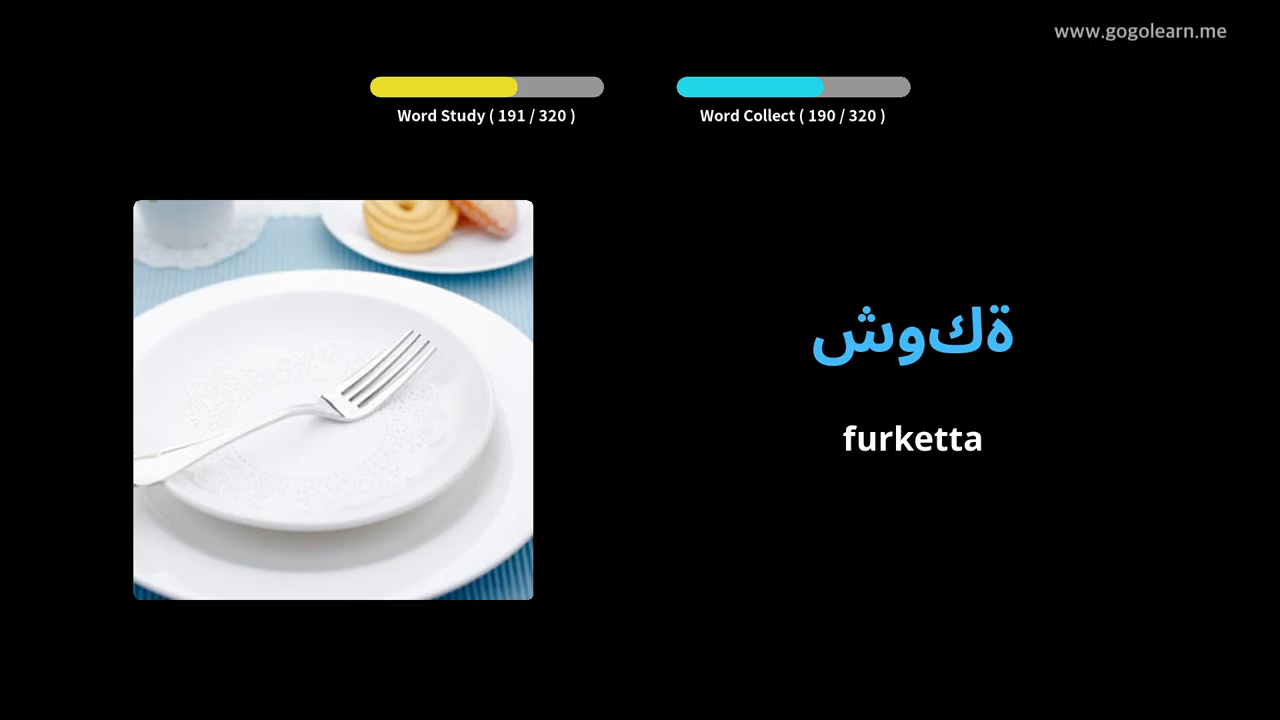 www.gogolearn.me
Word Study ( 191 / 320 )
Word Collect ( 190 / 320 )
ةكوش
furketta